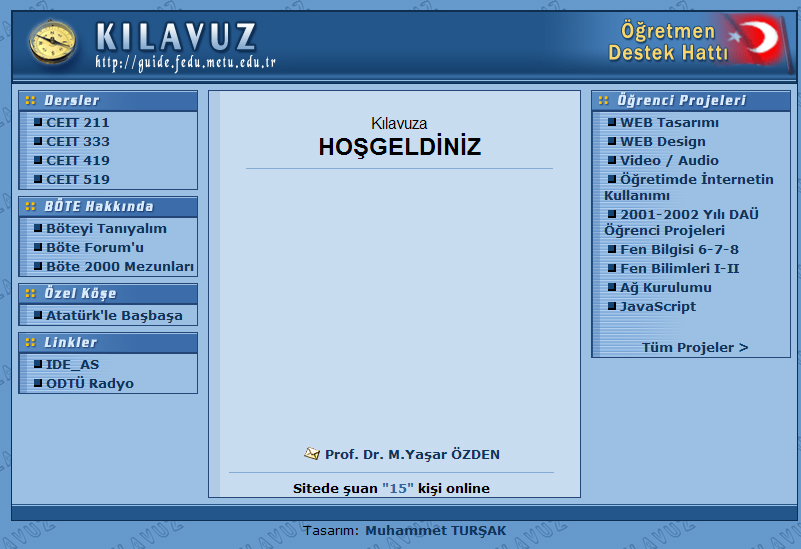 KILAVUZ
http://guide.fedu.metu.edu.tr
Öğretmen
Destek Hattı
Dersler
CEIT 211
CEIT 333
CEIT 419
CEIT 519
BÖTE Hakkında
Böteyi Tanıyalım
Böte Forum'u
Böte 2000 Mezunları
Özel Köşe
Atatürk'le Başbaşa
Linkler
IDE_AS
ODTÜ Radyo
Kılavuza
HOŞGELDİNİZ
Prof. Dr. M.Yaşar ÖZDEN
Sitede şuan "15" kişi online
Öğrenci Projeleri
WEB Tasarımı
WEB Design
Video / Audio
Öğretimde İnternetin
Kullanımı
2001-2002 Yılı DAÜ
Öğrenci Projeleri
Fen Bilgisi 6-7-8
Fen Bilimleri I-II
Ağ Kurulumu
JavaScript
Tüm Projeler >
Tasarım: Muhammet TURŞAK